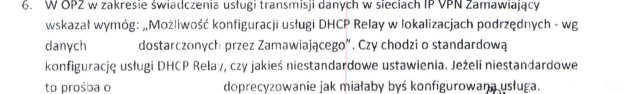 6. W OPZ w zakresie świadczenia usługi transmisji danych w sieciach IP VPN Zamawiający
wskazał wymóg: „Możliwość konfiguracji usługi DHCP Relay w lokalizacjach podrzędnych - wg
danych dostarczonych przez Zamawiającego". Czy chodzi o standardową
konfigurację usługi DHCP Relay, czy jakieś niestandardowe ustawienia. Jeżeli niestandardowe
to prośba o doprecyzowanie jak miałaby byś konfigurowana usługa.